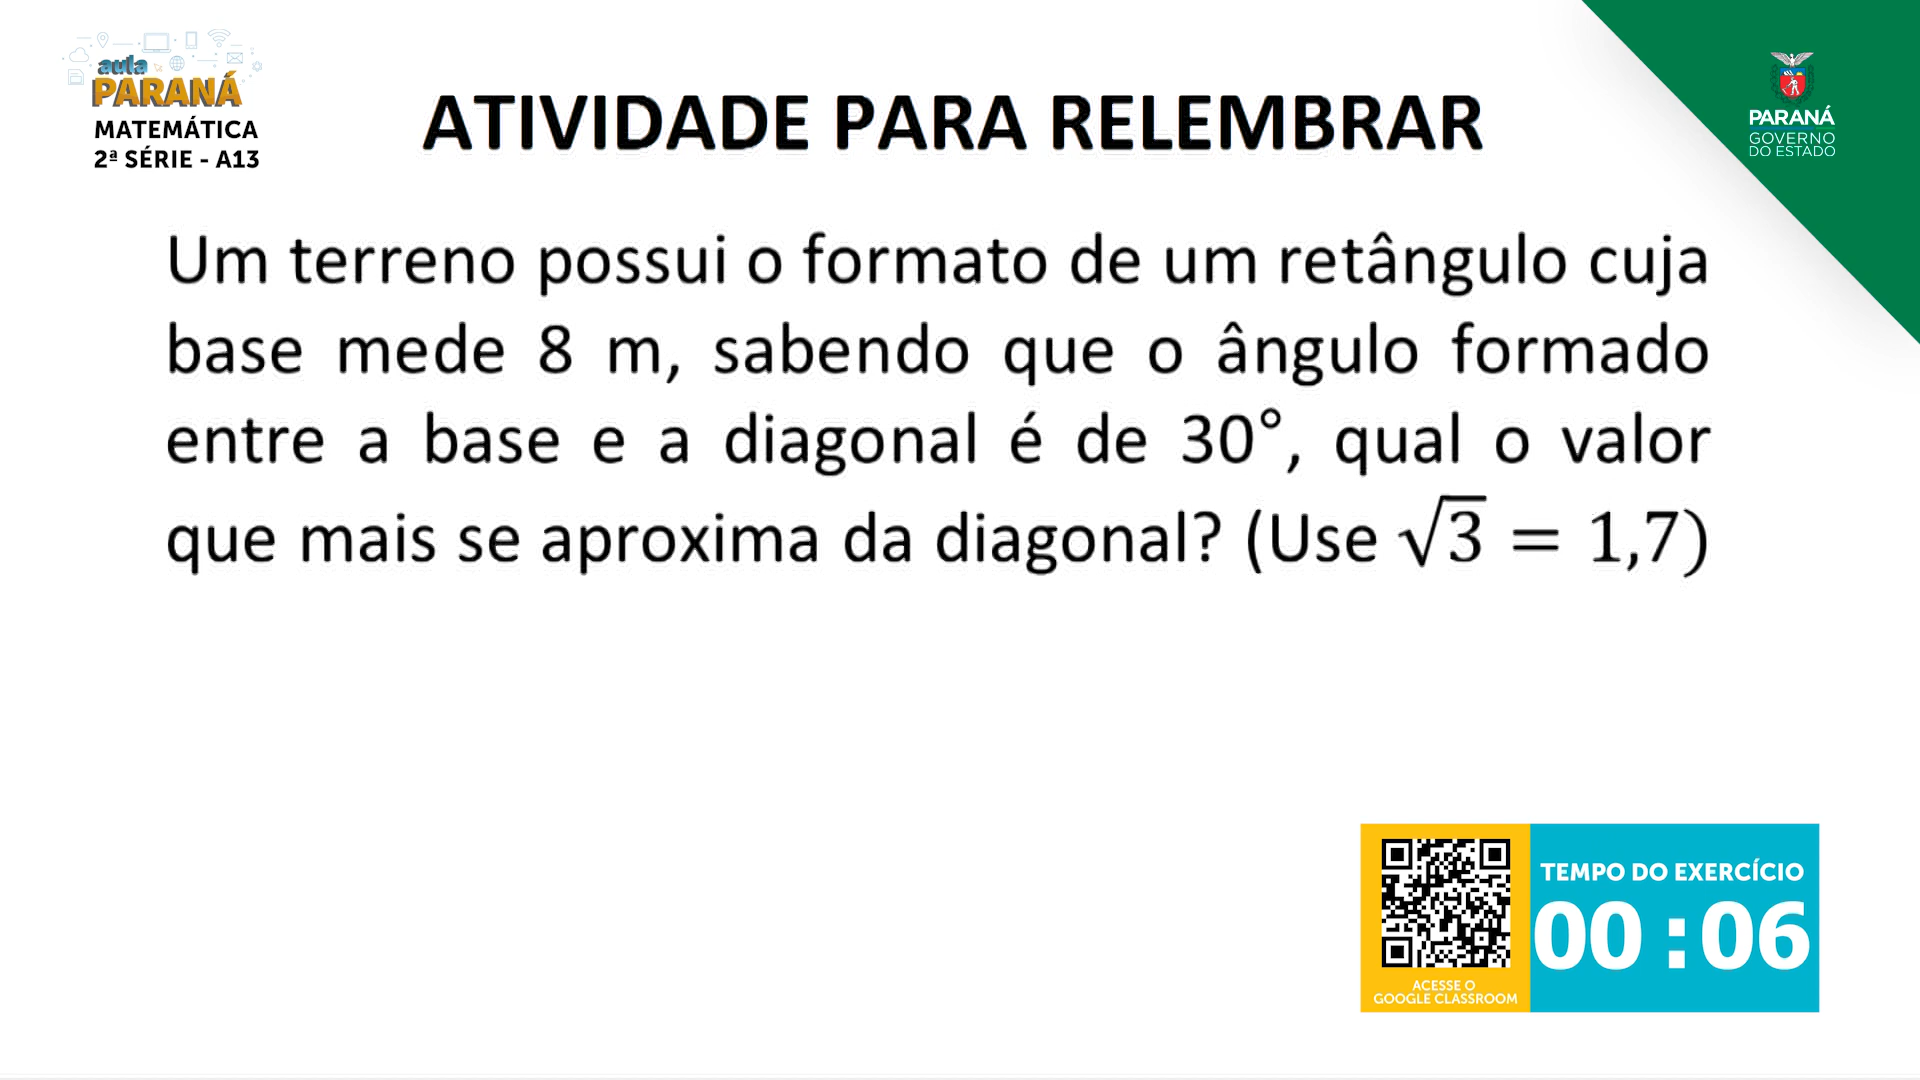 aula
PARANÁ
MATEMÁTICA
2ª SÉRIE - A13
ATIVIDADE PARA RELEMBRAR
PARANÁ
GOVERNO
DO ESTADO
Um terreno possui o formato de um retângulo cuja
base mede 8 m, sabendo que o ângulo formado
entre a base e a diagonal é de 30°, qual o valor
que mais se aproxima da diagonal? (Use √3 = 1,7)
TEMPO DO EXERCÍCIO
00:06
ACESSE O
GOOGLE CLASSROOM